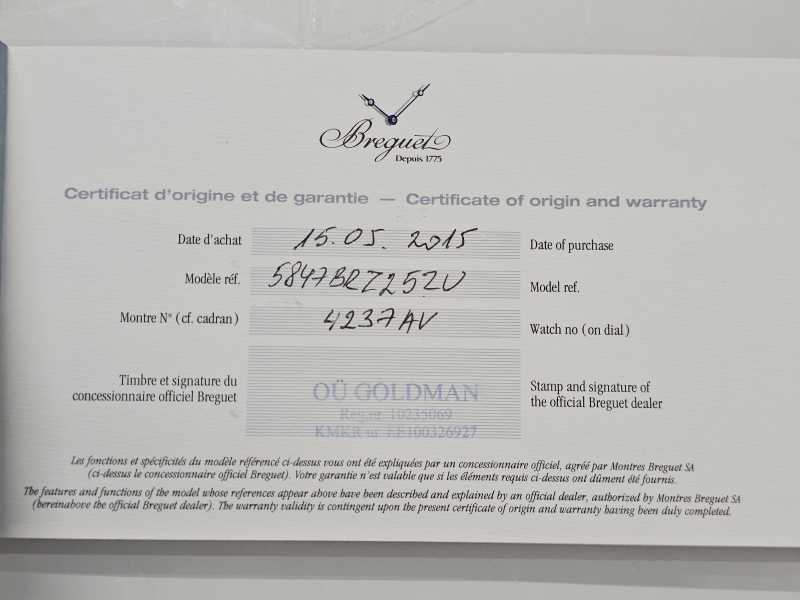 Breguet
Depuis 1775
Certificat d'origine et de garantie — Certificate of origin and warranty
Date d'achat 15.05.2015 Date of purchase
Modèle réf. 5847BRZ25ZU Model ref.
Montre N° (cf. cadran) 4237AV Watch no (on dial)
Timbre et signature du
concessionnaire officiel Breguet
OÜ GOLDMAN
Reg.nr. 10235069
KMKR nr. EE100326927
Stamp and signature of
the official Breguet dealer
Les fonctions et spécificités du modèle référencé ci-dessus vous ont été expliquées par un concessionnaire officiel, agréé par Montres Breguet SA
(ci-dessus le concessionnaire officiel Breguet). Votre garantie n'est valable que si les éléments requis ci-dessus ont dûment été fournis.
The features and functions of the model whose references appear above have been described and explained by an official dealer, authorized by Montres Breguet SA
(hereinabove the official Breguet dealer). The warranty validity is contingent upon the present certificate of origin and warranty having been duly completed.